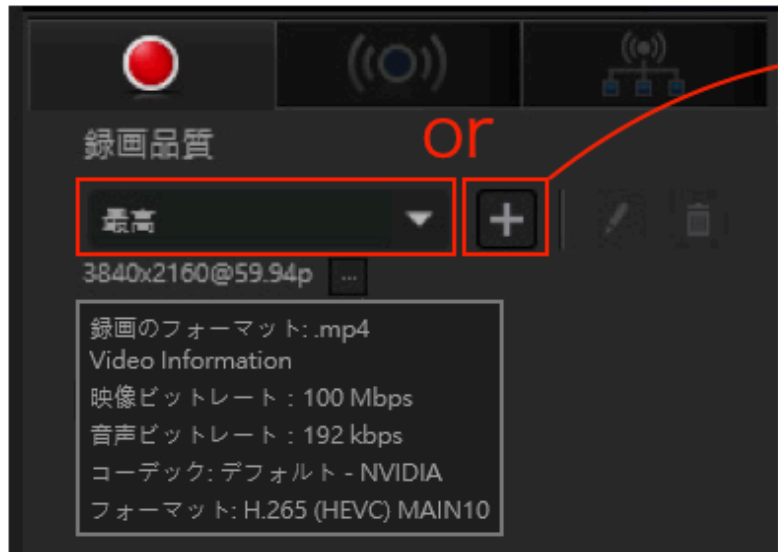 録画品質
or
最高
3840x2160@59.94p ...
録画のフォーマット: .mp4
Video Information
映像ビットレート：100 Mbps
音声ビットレート：192 kbps
コーデック: デフォルト - NVIDIA
フォーマット: H.265 (HEVC) MAIN10